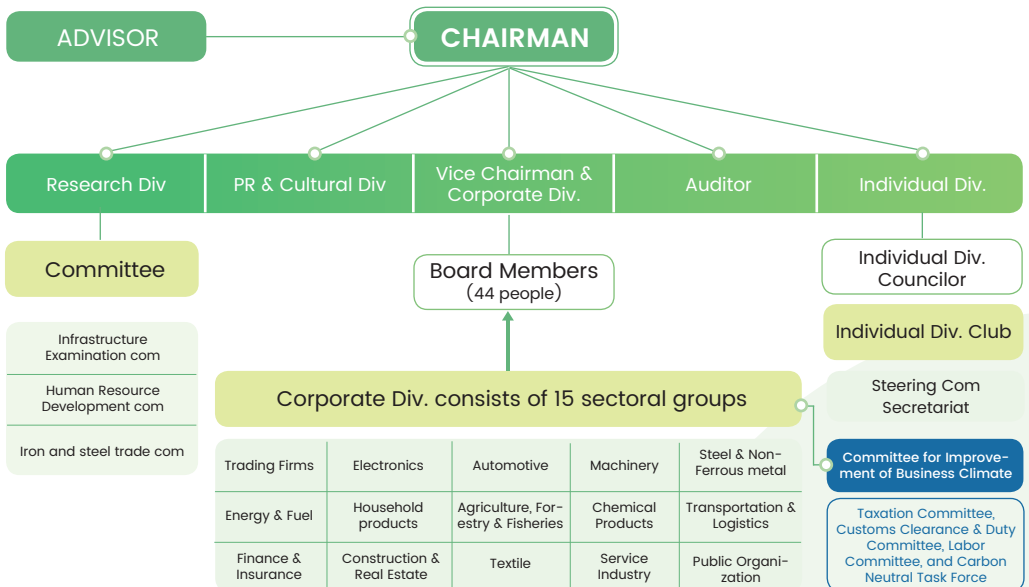 ADVISOR
CHAIRMAN
Research Div
PR & Cultural Div
Vice Chairman &
Corporate Div.
Auditor
Individual Div.
Committee
Board Members
(44 people)
Individual Div.
Councilor
Infrastructure
Examination com
Human Resource
Development com
Iron and steel trade com
Individual Div. Club
Steering Com
Secretariat
Corporate Div. consists of 15 sectoral groups
Trading Firms
Electronics
Automotive
Machinery
Steel & Non-
Ferrous metal
Energy & Fuel
Household
products
Agriculture, For-
estry & Fisheries
Chemical
Products
Transportation &
Logistics
Finance &
Insurance
Construction &
Real Estate
Textile
Service
Industry
Public Organi-
zation
Committee for Improve-
ment of Business Climate
Taxation Committee,
Customs Clearance & Duty
Committee, Labor
Committee, and Carbon
Neutral Task Force